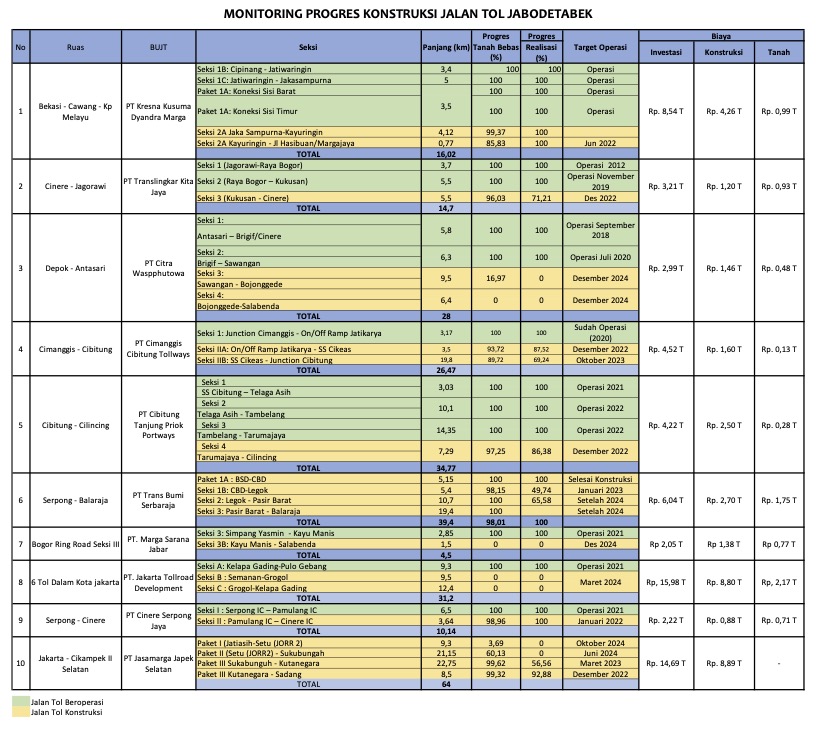 MONITORING PROGRES KONSTRUKSI JALAN TOL JABODETABEK
No Ruas BUJT Seksi Panjang (km) Progres Tanah Bebas (%) Progres Realisasi (%) Target Operasi Biaya
Investasi Konstruksi Tanah
1 Bekasi - Cawang - Kp Melayu PT Kresna Kusuma Dyandra Marga Rp. 8,54 T Rp. 4,26 T Rp. 0,99 T
Seksi 1B: Cipinang - Jatiwaringin 3,4 100 100 Operasi
Seksi 1C: Jatiwaringin - Jakasampurna 5 100 100 Operasi
Paket 1A: Koneksi Sisi Barat 3,5 100 100 Operasi
Paket 1A: Koneksi Sisi Timur 100 100 Operasi
Seksi 2A Jaka Sampurna-Kayuringin 4,12 99,37 100
Seksi 2A Kayuringin - Jl Hasibuan/Margajaya 0,77 85,83 100 Jun 2022
TOTAL 16,02
2 Cinere - Jagorawi PT Translingkar Kita Jaya Rp. 3,21 T Rp. 1,20 T Rp. 0,93 T
Seksi 1 (Jagorawi-Raya Bogor) 3,7 100 100 Operasi 2012
Seksi 2 (Raya Bogor – Kukusan) 5,5 100 100 Operasi November 2019
Seksi 3 (Kukusan - Cinere) 5,5 96,03 71,21 Des 2022
TOTAL 14,7
3 Depok - Antasari PT Citra Waspphutowa Rp. 2,99 T Rp. 1,46 T Rp. 0,48 T
Seksi 1:
Antasari – Brigif/Cinere 5,8 100 100 Operasi September 2018
Seksi 2:
Brigif – Sawangan 6,3 100 100 Operasi Juli 2020
Seksi 3:
Sawangan - Bojonggede 9,5 16,97 0 Desember 2024
Seksi 4:
Bojonggede-Salabenda 6,4 0 0 Desember 2024
TOTAL 28
4 Cimanggis - Cibitung PT Cimanggis Cibitung Tollways Rp. 4,52 T Rp. 1,60 T Rp. 0,13 T
Seksi 1: Junction Cimanggis - On/Off Ramp Jatikarya 3,17 100 100 Sudah Operasi (2020)
Seksi IIA: On/Off Ramp Jatikarya - SS Cikeas 3,5 93,72 87,52 Desember 2022
Seksi IIB: SS Cikeas - Junction Cibitung 19,8 89,72 69,24 Oktober 2023
TOTAL 26,47
5 Cibitung - Cilincing PT Cibitung Tanjung Priok Portways Rp. 4,22 T Rp. 2,50 T Rp. 0,28 T
Seksi 1
SS Cibitung – Telaga Asih 3,03 100 100 Operasi 2021
Seksi 2
Telaga Asih - Tambelang 10,1 100 100 Operasi 2022
Seksi 3
Tambelang - Tarumajaya 14,35 100 100 Operasi 2022
Seksi 4
Tarumajaya - Cilincing 7,29 97,25 86,38 Desember 2022
TOTAL 34,77
6 Serpong - Balaraja PT Trans Bumi Serbaraja Rp. 6,04 T Rp. 2,70 T Rp. 1,75 T
Paket 1A : BSD-CBD 5,15 100 100 Selesai Konstruksi
Seksi 1B: CBD-Legok 5,4 98,15 49,74 Januari 2023
Seksi 2: Legok - Pasir Barat 10,7 100 65,58 Setelah 2024
Seksi 3: Pasir Barat - Balaraja 19,4 100 100 Setelah 2024
TOTAL 39,4 98,01 100
7 Bogor Ring Road Seksi III PT. Marga Sarana Jabar Rp 2,05 T Rp 1,38 T Rp 0,77 T
Seksi 3: Simpang Yasmin - Kayu Manis 2,85 100 100 Operasi 2021
Seksi 3B: Kayu Manis - Salabenda 1,5 0 0 Des 2024
TOTAL 4,5
8 6 Tol Dalam Kota jakarta PT. Jakarta Tollroad Development Rp, 15,98 T Rp. 8,80 T Rp, 2,17 T
Seksi A: Kelapa Gading-Pulo Gebang 9,3 100 100 Operasi 2021
Seksi B : Semanan-Grogol 9,5 0 0 Maret 2024
Seksi C : Grogol-Kelapa Gading 12,4 0 0
TOTAL 31,2
9 Serpong - Cinere PT Cinere Serpong Jaya Rp. 2,22 T Rp. 0,88 T Rp. 0,71 T
Seksi I : Serpong IC – Pamulang IC 6,5 100 100 Operasi 2021
Seksi II : Pamulang IC – Cinere IC 3,64 98,96 100 Januari 2022
TOTAL 10,14
10 Jakarta - Cikampek II Selatan PT Jasamarga Japek Selatan Rp. 14,69 T Rp. 8,89 T -
Paket I (Jatiasih-Setu (JORR 2) 9,3 3,69 0 Oktober 2024
Paket II (Setu (JORR2) - Sukubungah 21,15 60,13 0 Juni 2024
Paket III Sukabunguh - Kutanegara 22,75 99,62 56,56 Maret 2023
Paket III Kutanegara - Sadang 8,5 99,32 92,88 Desember 2022
TOTAL 64
Jalan Tol Beroperasi
Jalan Tol Konstruksi